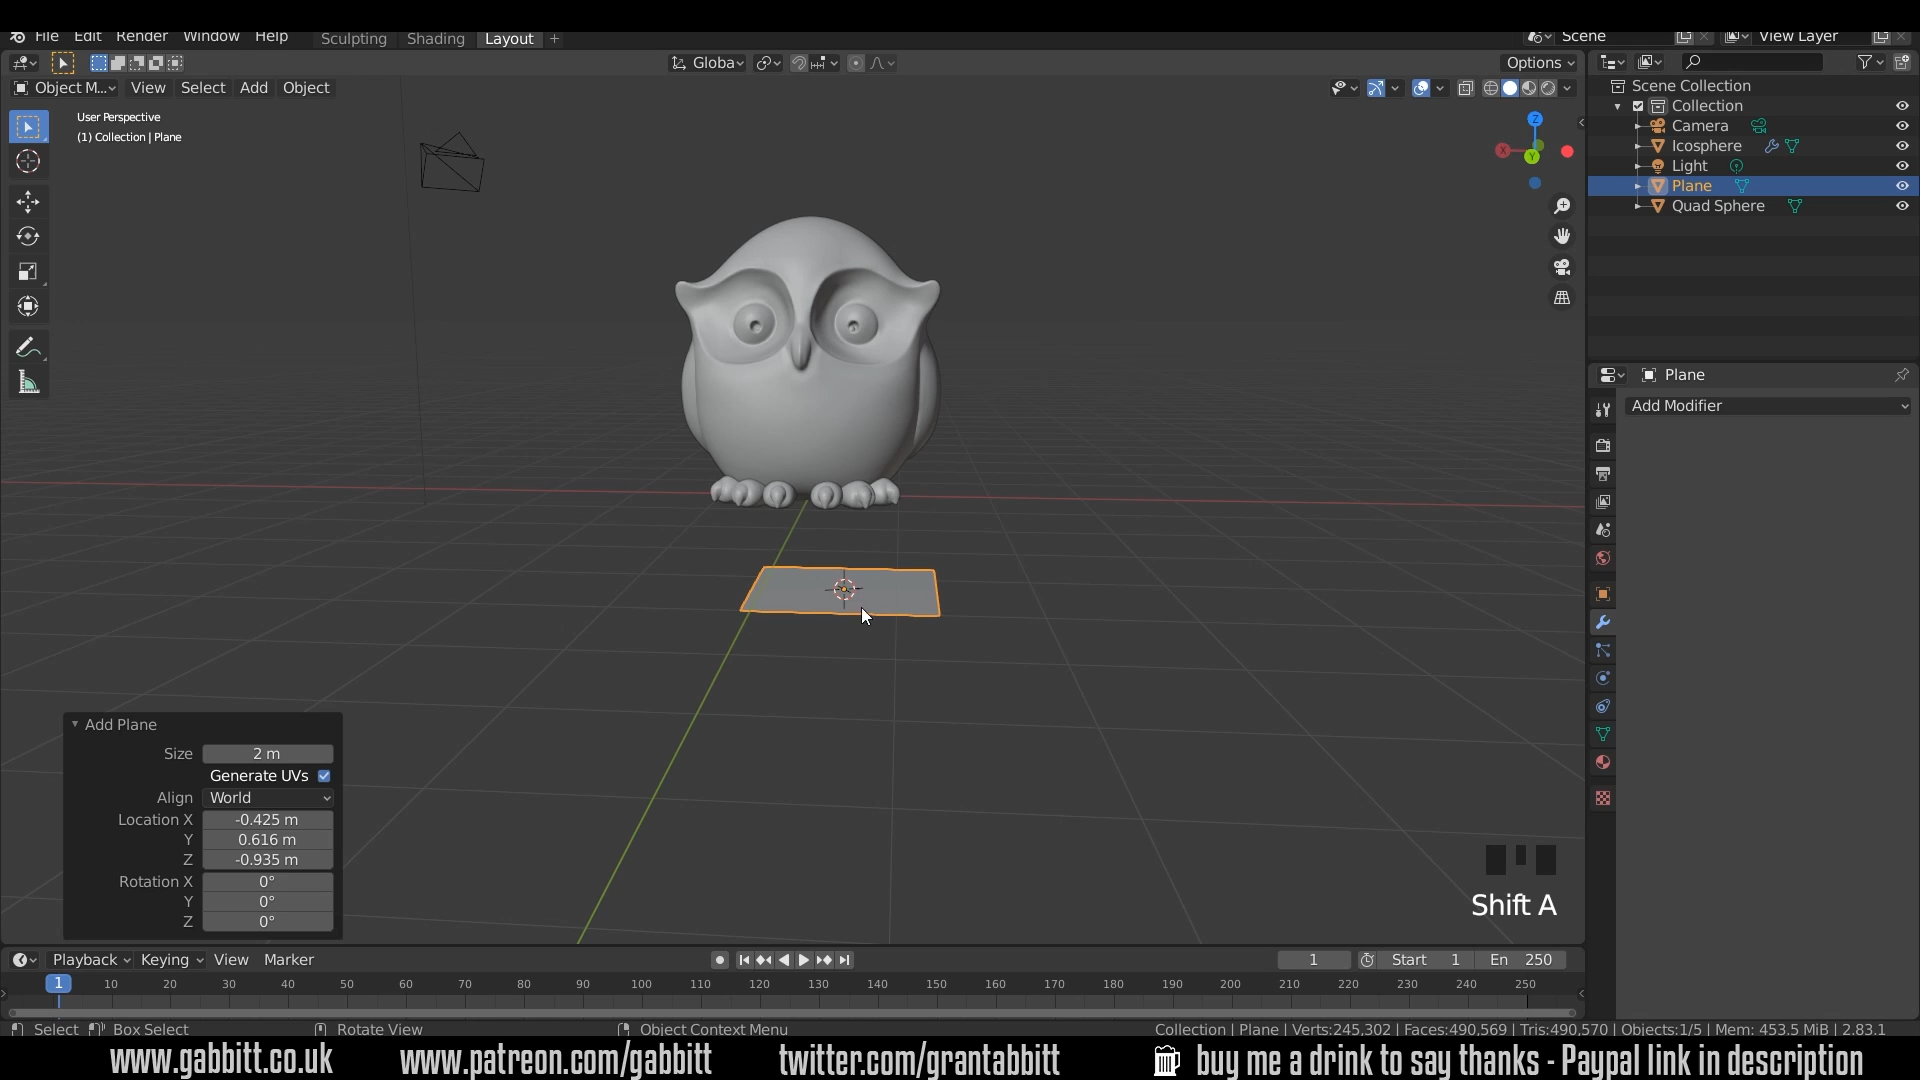 File Edit Render Window Help Sculpting Shading Layout + Scene View Layer
Globa Options
Object M... View Select Add Object
User Perspective
(1) Collection | Plane
Z
X
Y
Scene Collection
Collection
Camera
Icosphere
Light
Plane
Quad Sphere
Plane
Add Modifier
Add Plane
Size 2 m
Generate UVs
Align World
Location X -0.425 m
Y 0.616 m
Z -0.935 m
Rotation X 0°
Y 0°
Z 0°
Shift A
Playback Keying View Marker 1 Start 1 En 250
1 10 20 30 40 50 60 70 80 90 100 110 120 130 140 150 160 170 180 190 200 210 220 230 240 250
Select Box Select Rotate View Object Context Menu Collection | Plane | Verts:245,302 | Faces:490,569 | Tris:490,570 | Objects:1/5 | Mem: 453.5 MiB | 2.83.1
www.gabbitt.co.uk www.patreon.com/gabbitt twitter.com/grantabbitt buy me a drink to say thanks - Paypal link in description